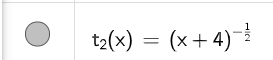 t₂(x) = (x + 4)^(-1/2)